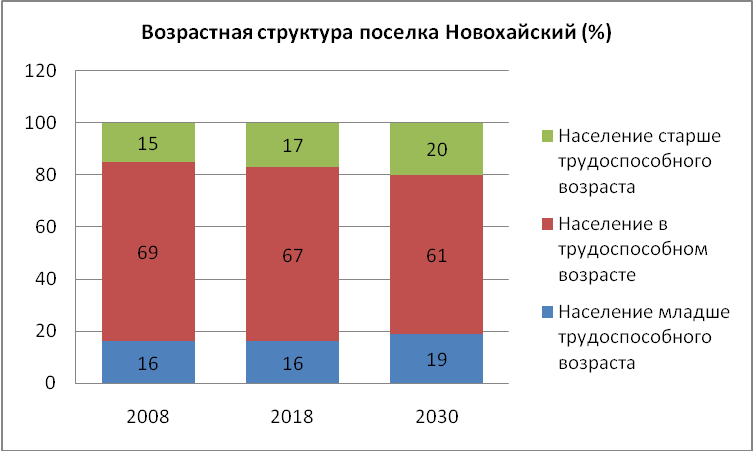 Возрастная структура поселка Новохайский (%)
120
100
80
60
40
20
0
15
17
20
69
67
61
16
16
19
2008
2018
2030
Население старше
трудоспособного
возраста
Население в
трудоспособном
возрасте
Население младше
трудоспособного
возраста